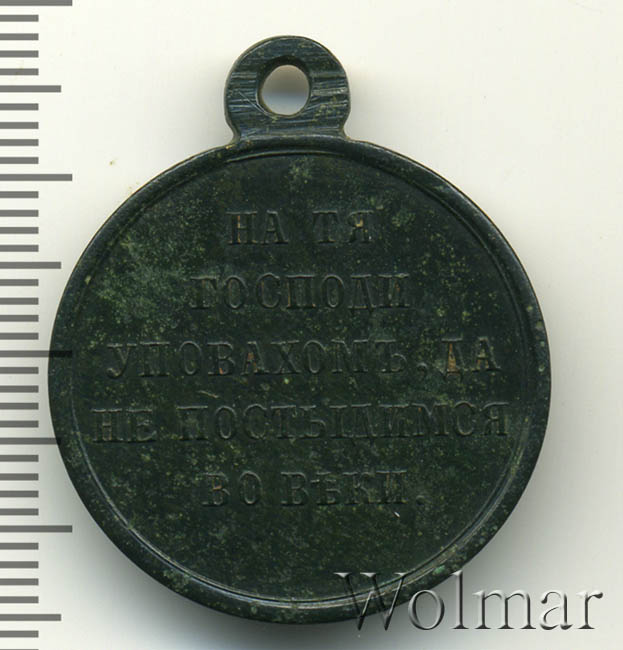 НА ТЯ
ГОСПОДИ
УПОВАХОМЪ, ДА
НЕ ПОСТЫДИМСЯ
ВО ВѢКИ.
Wolmar